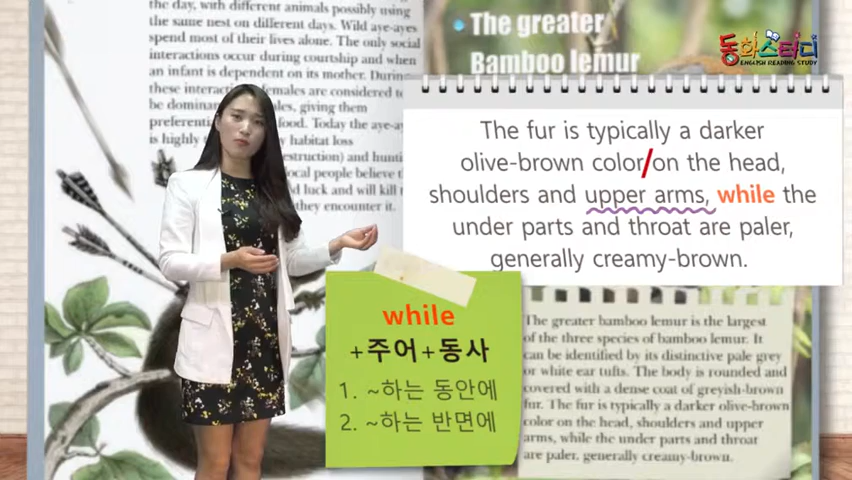 the day, with different animals possibly using
the same nest on different days. Wild aye-ayes
spend most of their lives alone. The only social
interactions occur during courtship and when
an infant is dependent on its mother. During
these interac females are considered to
be dominan les, giving them
preferenti food. Today the aye-ay
is highly habitat loss
struction) and hunti
ocal people believe th
d luck and will kill
they encounter it.
The greater
Bamboo lemur
동화스터디
ENGLISH READING STUDY
The fur is typically a darker
olive-brown color/on the head,
shoulders and upper arms, while the
under parts and throat are paler,
generally creamy-brown.
while
+주어+동사
1. ~하는 동안에
2. ~하는 반면에
The greater bamboo lemur is the largest
of the three species of bamboo lemur. It
can be identified by its distinctive pale grey
or white ear tufts. The body is rounded and
covered with a dense coat of greyish-brown
fur. The fur is typically a darker olive-brown
color on the head, shoulders and upper
arms, while the under parts and throat
are paler, generally creamy-brown.